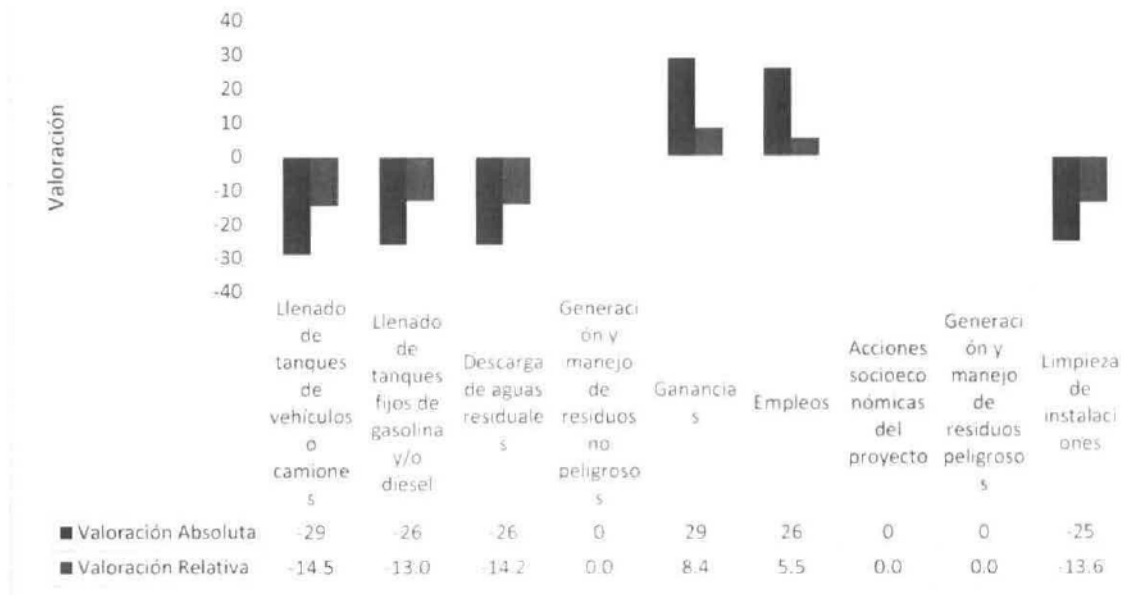 40
30
20
10
0
-10
-20
-30
-40
Valoración
Llenado
de
tanques
de
vehículos
o
camione
s
Llenado
de
tanques
fijos de
gasolina
y/o
diesel
Descarga
de aguas
residuale
s
Generaci
ón y
manejo
de
residuos
no
peligroso
s
Ganancia
s
Empleos
Acciones
socioeco
nómicas
del
proyecto
Generaci
ón y
manejo
de
residuos
peligroso
s
Limpieza
de
instalaci
ones
Valoración Absoluta -29 -26 -26 0 29 26 0 0 -25
Valoración Relativa -14.5 -13.0 -14.2 0.0 8.4 5.5 0.0 0.0 -13.6